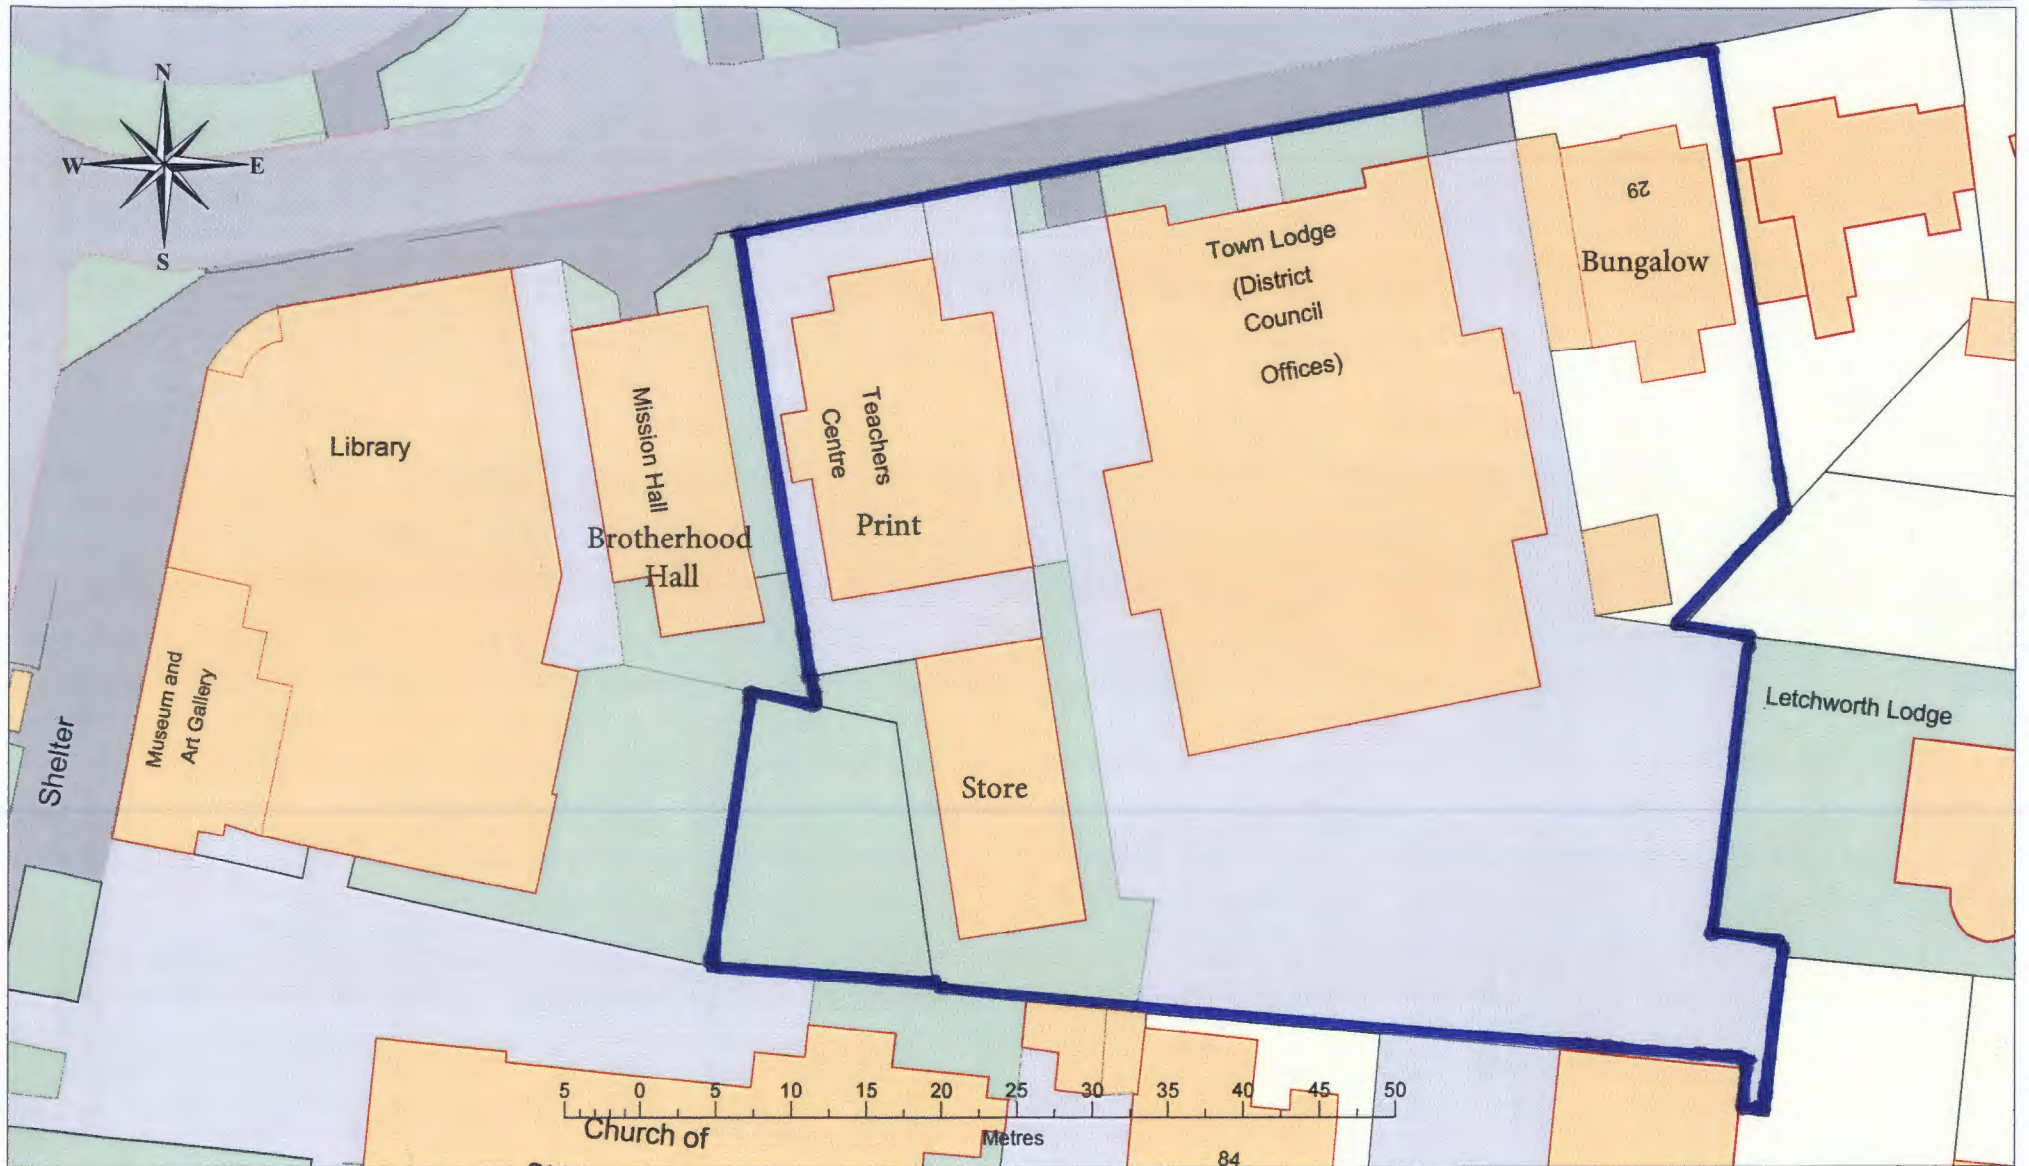 N
W E
S
29
Bungalow
Town Lodge
(District
Council
Offices)
Library
Mission Hall
Brotherhood
Hall
Teachers
Centre
Print
Museum and
Art Gallery
Shelter
Store
Letchworth Lodge
5 0 5 10 15 20 25 30 35 40 45 50
Metres
Church of
84